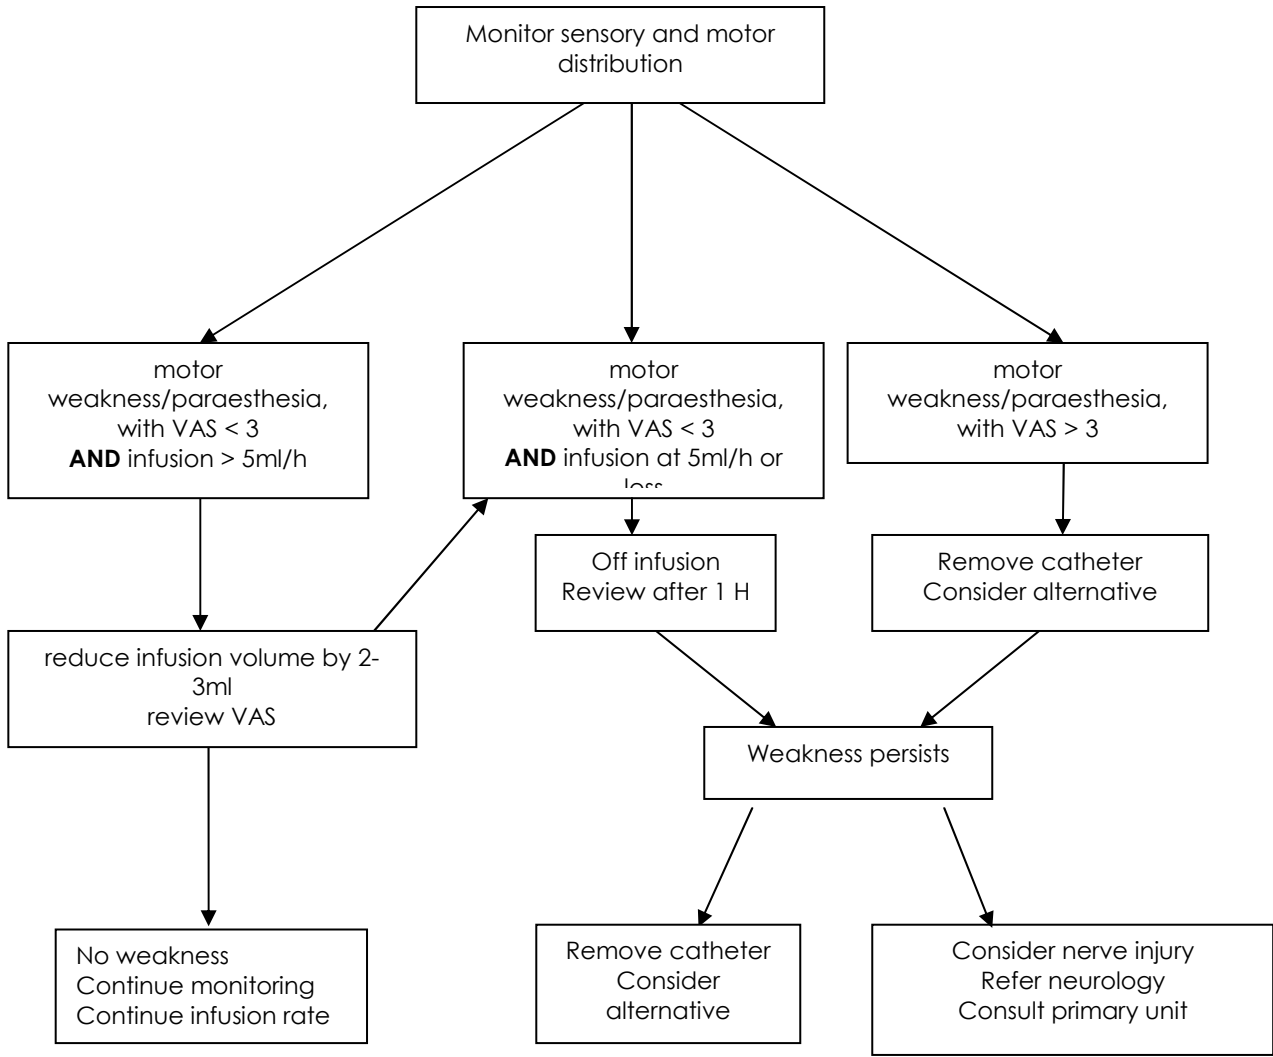 Monitor sensory and motor
distribution
motor
weakness/paraesthesia,
with VAS < 3
AND infusion > 5ml/h
motor
weakness/paraesthesia,
with VAS < 3
AND infusion at 5ml/h or
motor
weakness/paraesthesia,
with VAS > 3
Off infusion
Review after 1 H
Remove catheter
Consider alternative
reduce infusion volume by 2-
3ml
review VAS
Weakness persists
No weakness
Continue monitoring
Continue infusion rate
Remove catheter
Consider
alternative
Consider nerve injury
Refer neurology
Consult primary unit